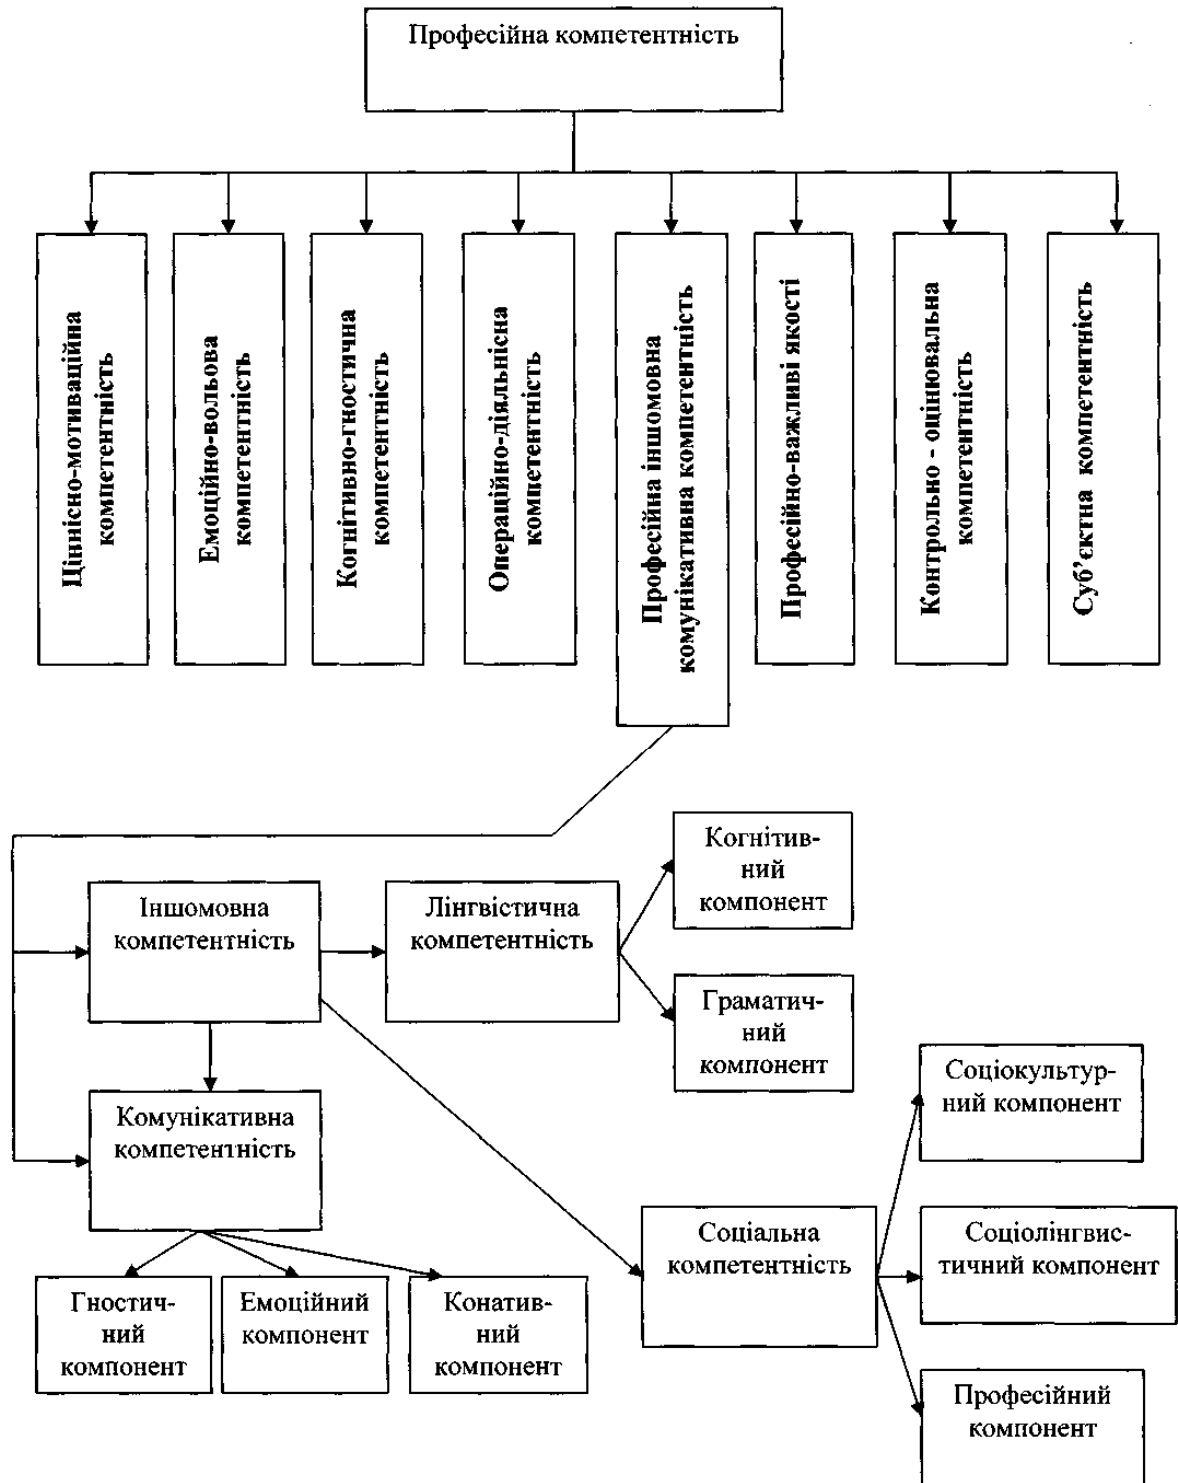 Професійна компетентність
Ціннісно-мотиваційна
компетентність
Емоційно-вольова
компетентність
Когнітивно-гностична
компетентність
Операційно-діяльнісна
компетентність
Професійна іншомовна
комунікативна компетентність
Професійно-важливі якості
Контрольно - оцінювальна
компетентність
Суб’єктна компетентність
Іншомовна
компетентність
Лінгвістична
компетентність
Когнітив-
ний
компонент
Граматич-
ний
компонент
Комунікативна
компетентність
Гностич-
ний
компонент
Емоційний
компонент
Конатив-
ний
компонент
Соціальна
компетентність
Соціокультур-
ний компонент
Соціолінгвис-
тичний компонент
Професійний
компонент